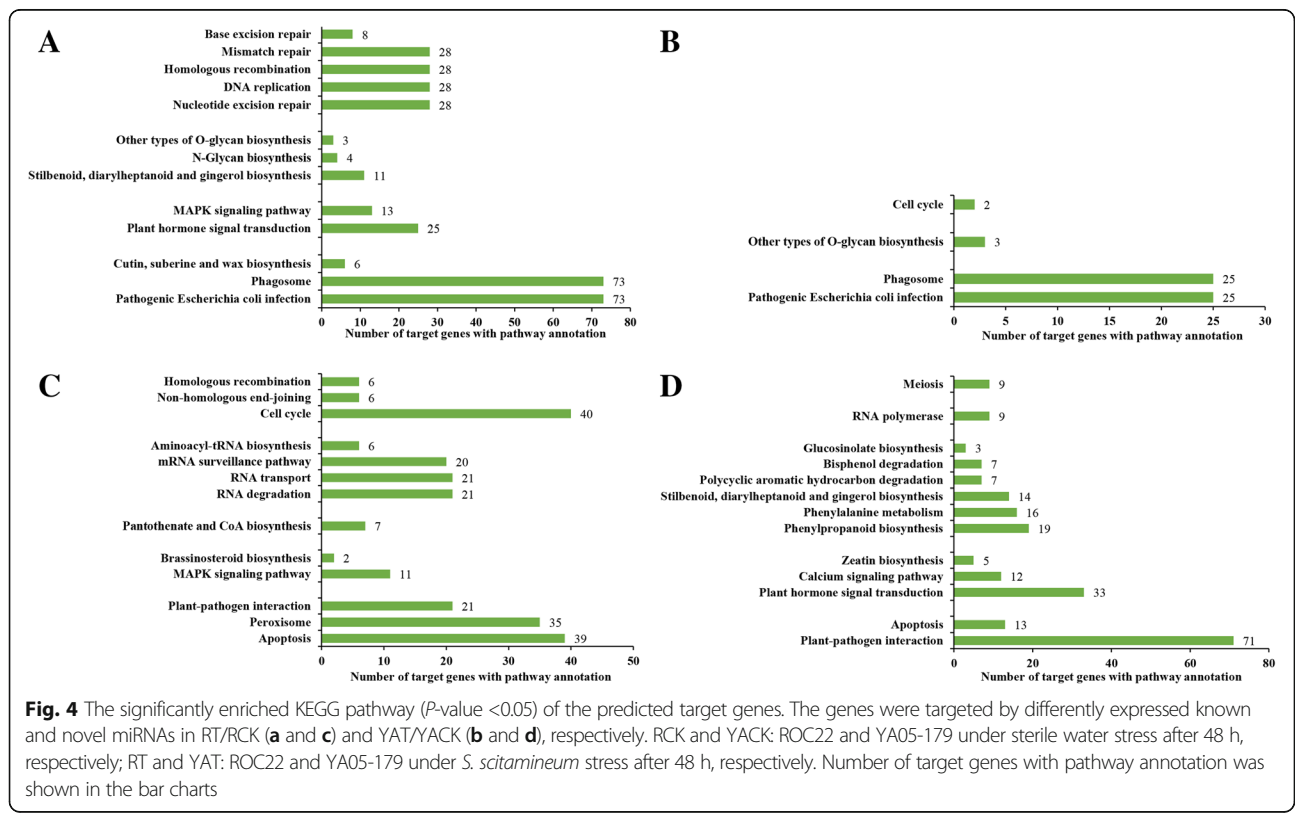 A
Base excision repair 8
Mismatch repair 28
Homologous recombination 28
DNA replication 28
Nucleotide excision repair 28
Other types of O-glycan biosynthesis 3
N-Glycan biosynthesis 4
Stilbenoid, diarylheptanoid and gingerol biosynthesis 11
MAPK signaling pathway 13
Plant hormone signal transduction 25
Cutin, suberine and wax biosynthesis 6
Phagosome 73
Pathogenic Escherichia coli infection 73
0 10 20 30 40 50 60 70 80
Number of target genes with pathway annotation
B
Cell cycle 2
Other types of O-glycan biosynthesis 3
Phagosome 25
Pathogenic Escherichia coli infection 25
0 5 10 15 20 25 30
Number of target genes with pathway annotation
C
Homologous recombination 6
Non-homologous end-joining 6
Cell cycle 40
Aminoacyl-tRNA biosynthesis 6
mRNA surveillance pathway 20
RNA transport 21
RNA degradation 21
Pantothenate and CoA biosynthesis 7
Brassinosteroid biosynthesis 2
MAPK signaling pathway 11
Plant-pathogen interaction 21
Peroxisome 35
Apoptosis 39
0 10 20 30 40 50
Number of target genes with pathway annotation
D
Meiosis 9
RNA polymerase 9
Glucosinolate biosynthesis 3
Bisphenol degradation 7
Polycyclic aromatic hydrocarbon degradation 7
Stilbenoid, diarylheptanoid and gingerol biosynthesis 14
Phenylalanine metabolism 16
Phenylpropanoid biosynthesis 19
Zeatin biosynthesis 5
Calcium signaling pathway 12
Plant hormone signal transduction 33
Apoptosis 13
Plant-pathogen interaction 71
0 20 40 60 80
Number of target genes with pathway annotation
Fig. 4 The significantly enriched KEGG pathway (P-value <0.05) of the predicted target genes. The genes were targeted by differently expressed known
and novel miRNAs in RT/RCK (a and c) and YAT/YACK (b and d), respectively. RCK and YACK: ROC22 and YA05-179 under sterile water stress after 48 h,
respectively; RT and YAT: ROC22 and YA05-179 under S. scitamineum stress after 48 h, respectively. Number of target genes with pathway annotation was
shown in the bar charts